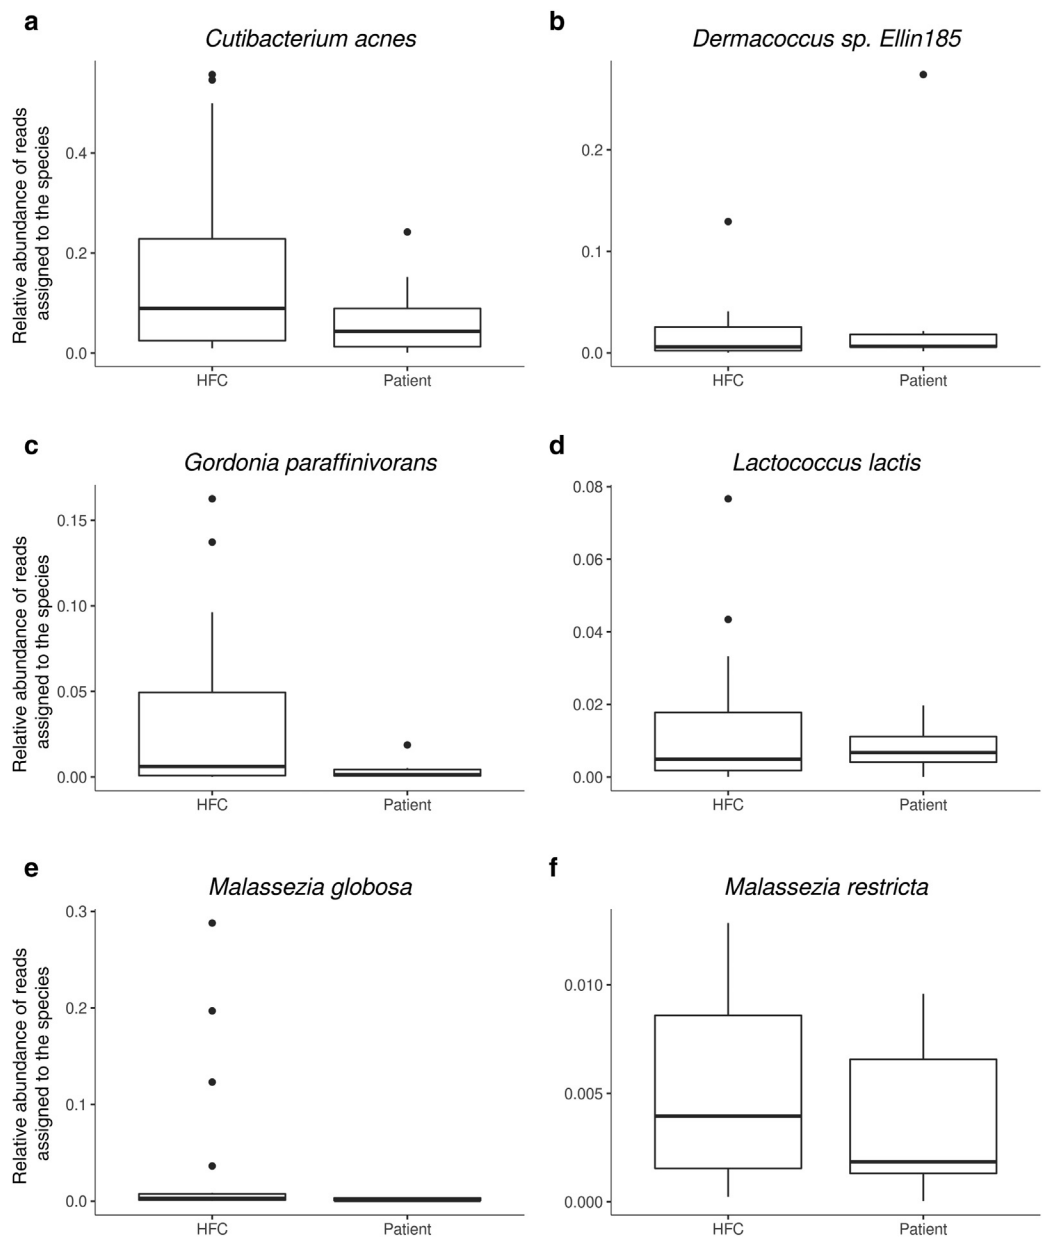 a
Cutibacterium acnes
Relative abundance of reads
assigned to the species
0.4
0.2
0.0
HFC
Patient
b
Dermacoccus sp. Ellin185
0.2
0.1
0.0
HFC
Patient
c
Gordonia paraffinivorans
Relative abundance of reads
assigned to the species
0.15
0.10
0.05
0.00
HFC
Patient
d
Lactococcus lactis
0.08
0.06
0.04
0.02
0.00
HFC
Patient
e
Malassezia globosa
Relative abundance of reads
assigned to the species
0.3
0.2
0.1
0.0
HFC
Patient
f
Malassezia restricta
0.010
0.005
0.000
HFC
Patient